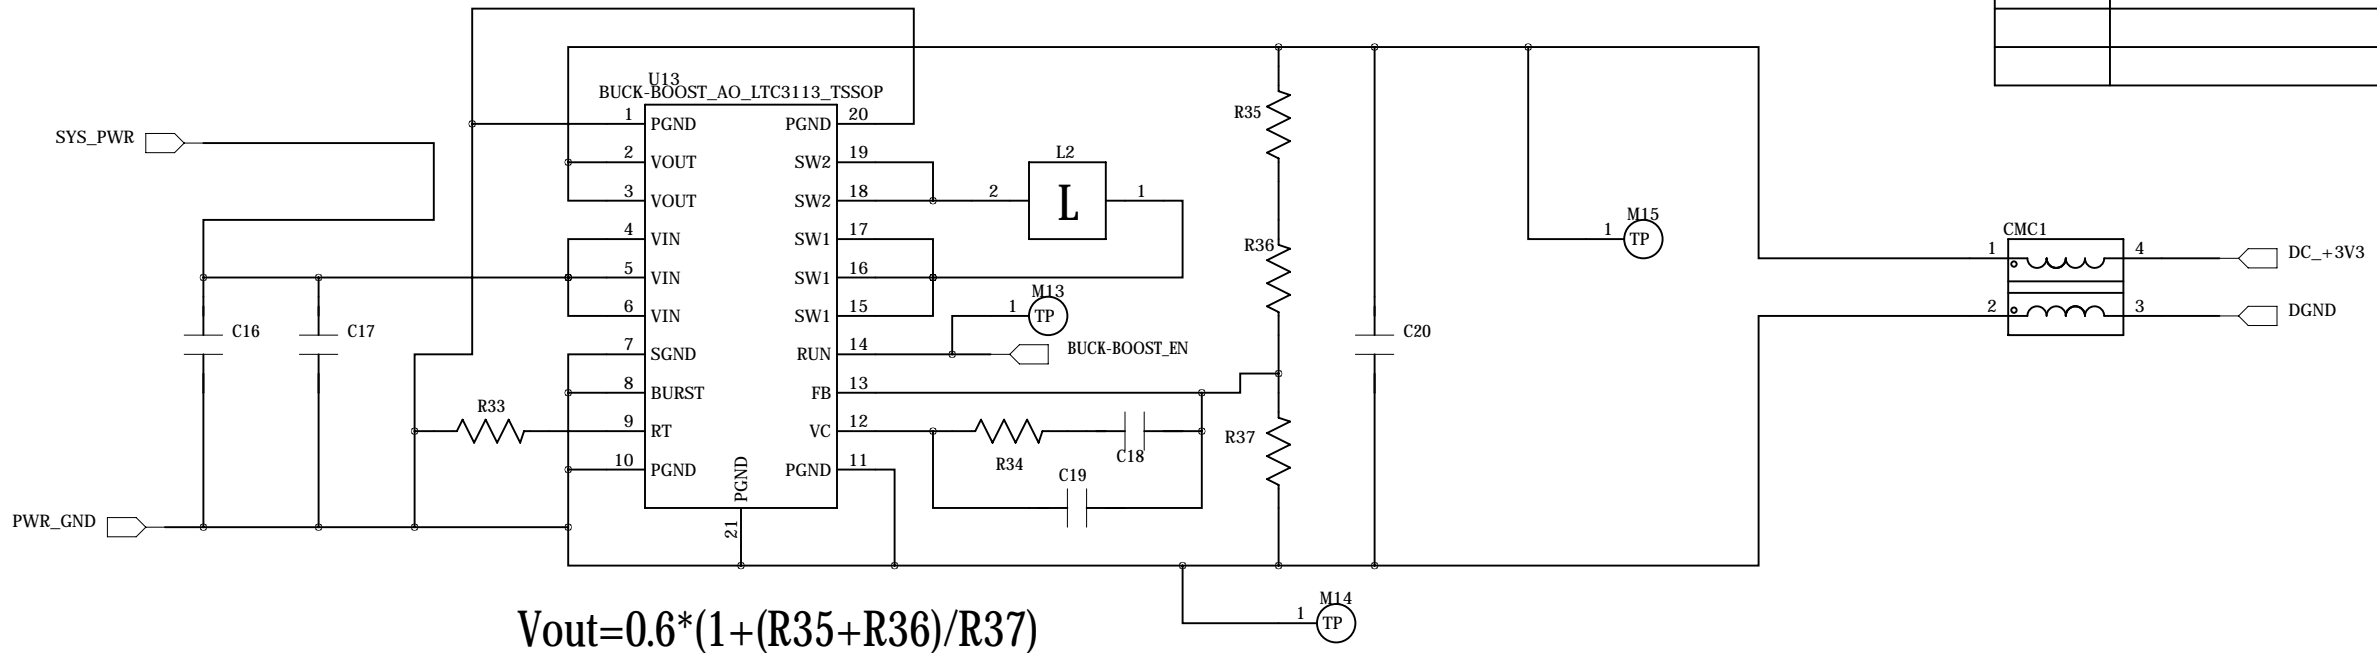 U13
BUCK-BOOST_AO_LTC3113_TSSOP
SYS_PWR
PWR_GND
1 PGND PGND 20
2 VOUT SW2 19
3 VOUT SW2 18
4 VIN SW1 17
5 VIN SW1 16
6 VIN SW1 15
7 SGND RUN 14
8 BURST FB 13
9 RT VC 12
10 PGND PGND 11
PGND
21
C16
C17
R33
L2
2 L 1
M13
1 TP
BUCK-BOOST_EN
R34
C18
C19
R35
R36
R37
C20
M15
1 TP
M14
1 TP
CMC1
1 4
2 3
DC_+3V3
DGND
Vout=0.6*(1+(R35+R36)/R37)